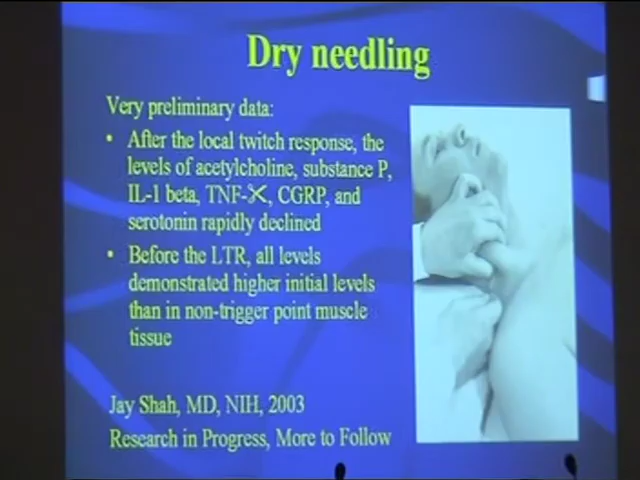 Dry needling
Very preliminary data:
• After the local twitch response, the
levels of acetylcholine, substance P,
IL-1 beta, TNF-✂, CGRP, and
serotonin rapidly declined
• Before the LTR, all levels
demonstrated higher initial levels
than in non-trigger point muscle
tissue
Jay Shah, MD, NIH, 2003
Research in Progress, More to Follow